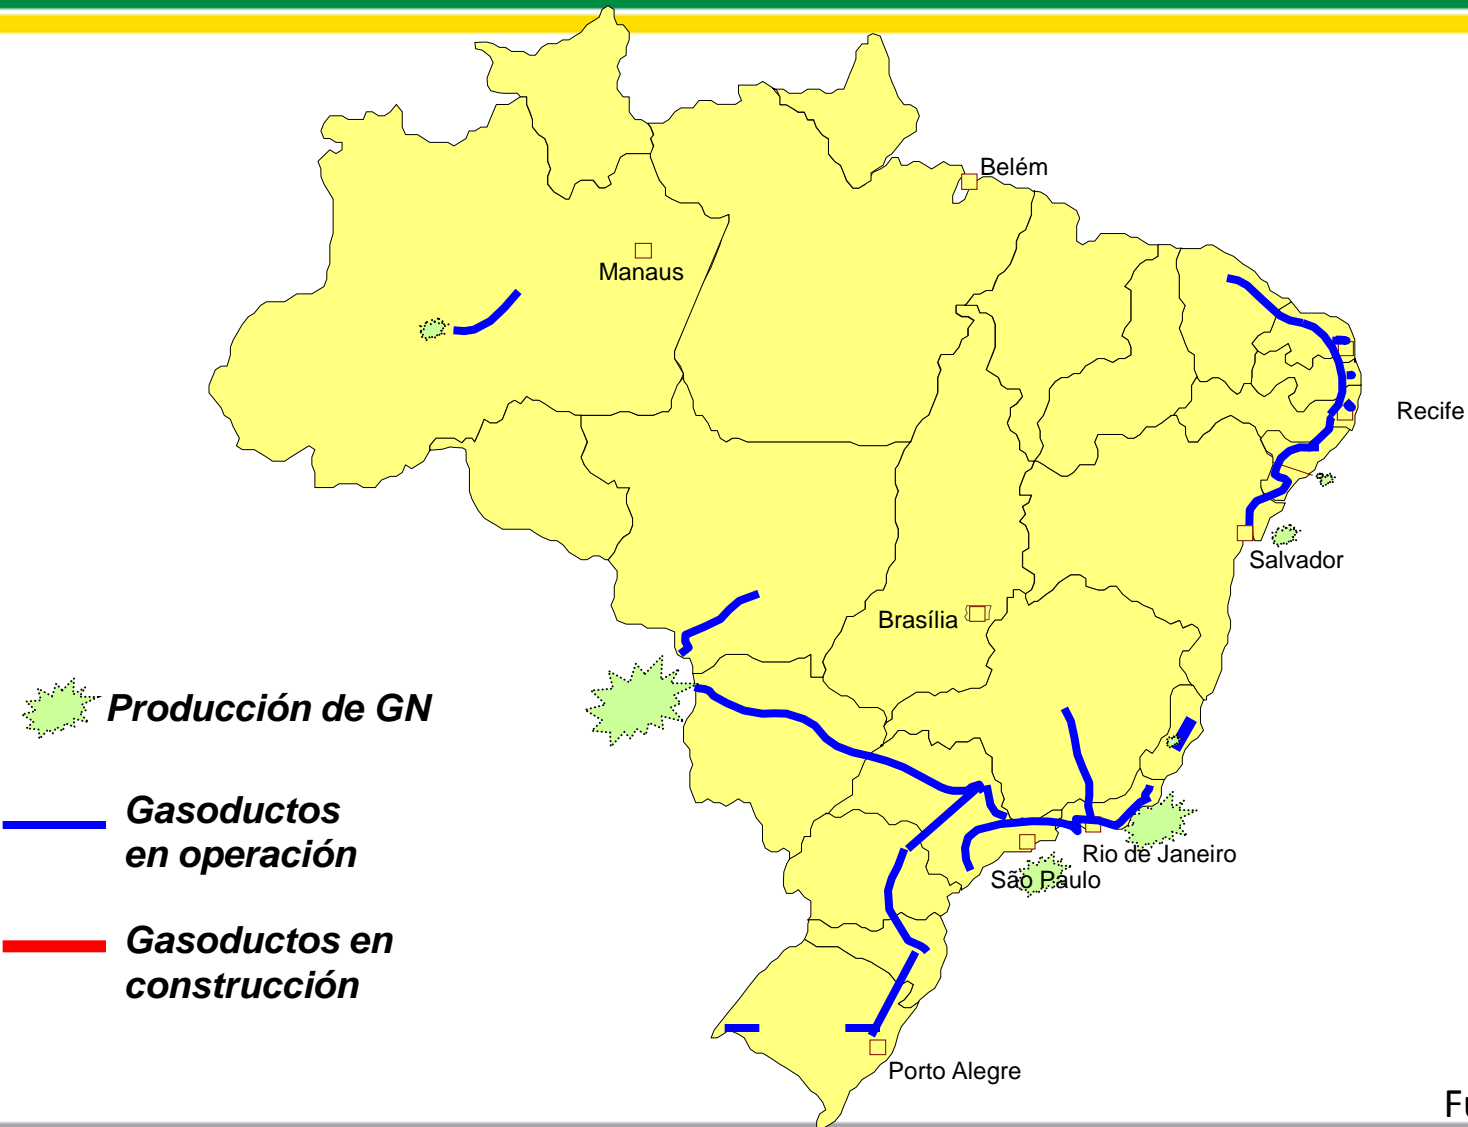 Belém
Manaus
Recife
Salvador
Brasília
Producción de GN
Gasoductos
en operación
Rio de Janeiro
São Paulo
Gasoductos en
construcción
Porto Alegre